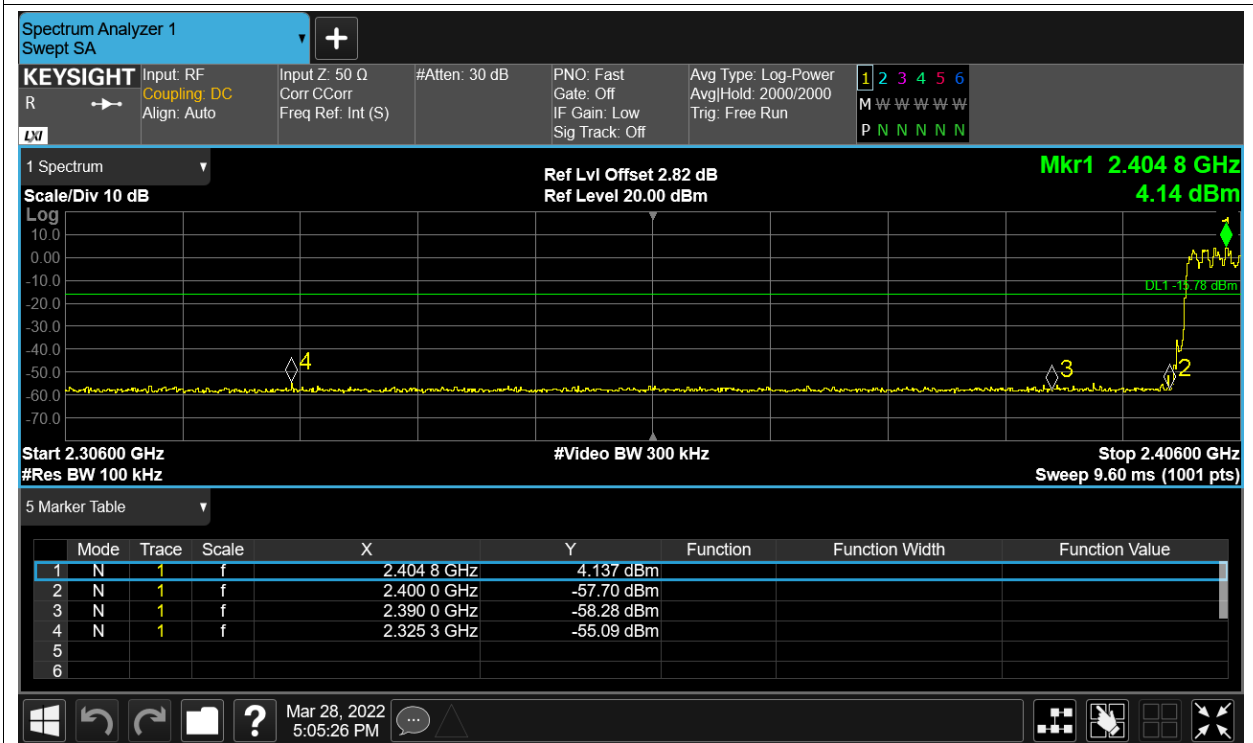 Spectrum Analyzer 1
Swept SA
+
KEYSIGHT Input: RF Input Z: 50 Ω #Atten: 30 dB PNO: Fast Avg Type: Log-Power 1 2 3 4 5 6
R Coupling: DC Corr CCorr Gate: Off Avg|Hold: 2000/2000 M W W W W W
Align: Auto Freq Ref: Int (S) IF Gain: Low Trig: Free Run
LXI Sig Track: Off P N N N N N
1 Spectrum Ref Lvl Offset 2.82 dB Mkr1 2.404 8 GHz
Scale/Div 10 dB Ref Level 20.00 dBm 4.14 dBm
Log
1
10.0
0.00
-10.0
DL1 -15.78 dBm
-20.0
-30.0
-40.0
4 3 2
-50.0
-60.0
-70.0
Start 2.30600 GHz #Video BW 300 kHz Stop 2.40600 GHz
#Res BW 100 kHz Sweep 9.60 ms (1001 pts)
5 Marker Table
Mode Trace Scale X Y Function Function Width Function Value
1 N 1 f 2.404 8 GHz 4.137 dBm
2 N 1 f 2.400 0 GHz -57.70 dBm
3 N 1 f 2.390 0 GHz -58.28 dBm
4 N 1 f 2.325 3 GHz -55.09 dBm
5
6
? Mar 28, 2022
5:05:26 PM